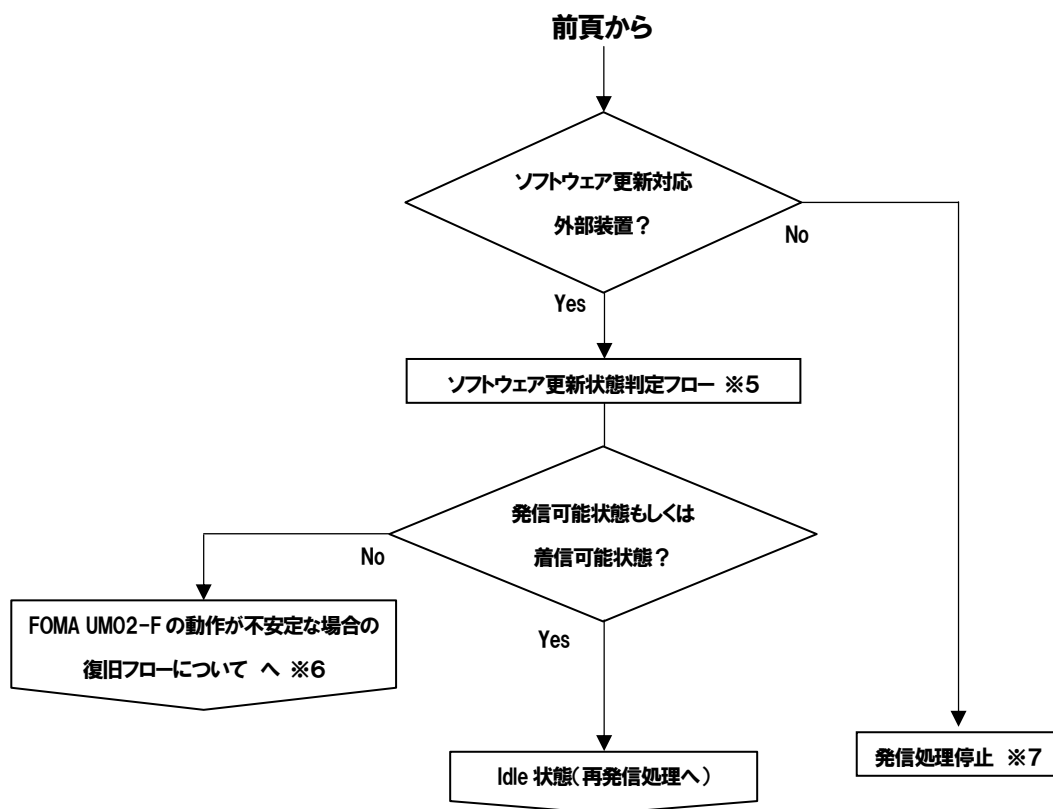 前頁から
ソフトウェア更新対応
外部装置？
No
Yes
ソフトウェア更新状態判定フロー ※5
発信可能状態もしくは
着信可能状態？
No
Yes
FOMA UM02-F の動作が不安定な場合の
復旧フローについて へ ※6
発信処理停止 ※7
Idle 状態（再発信処理へ）